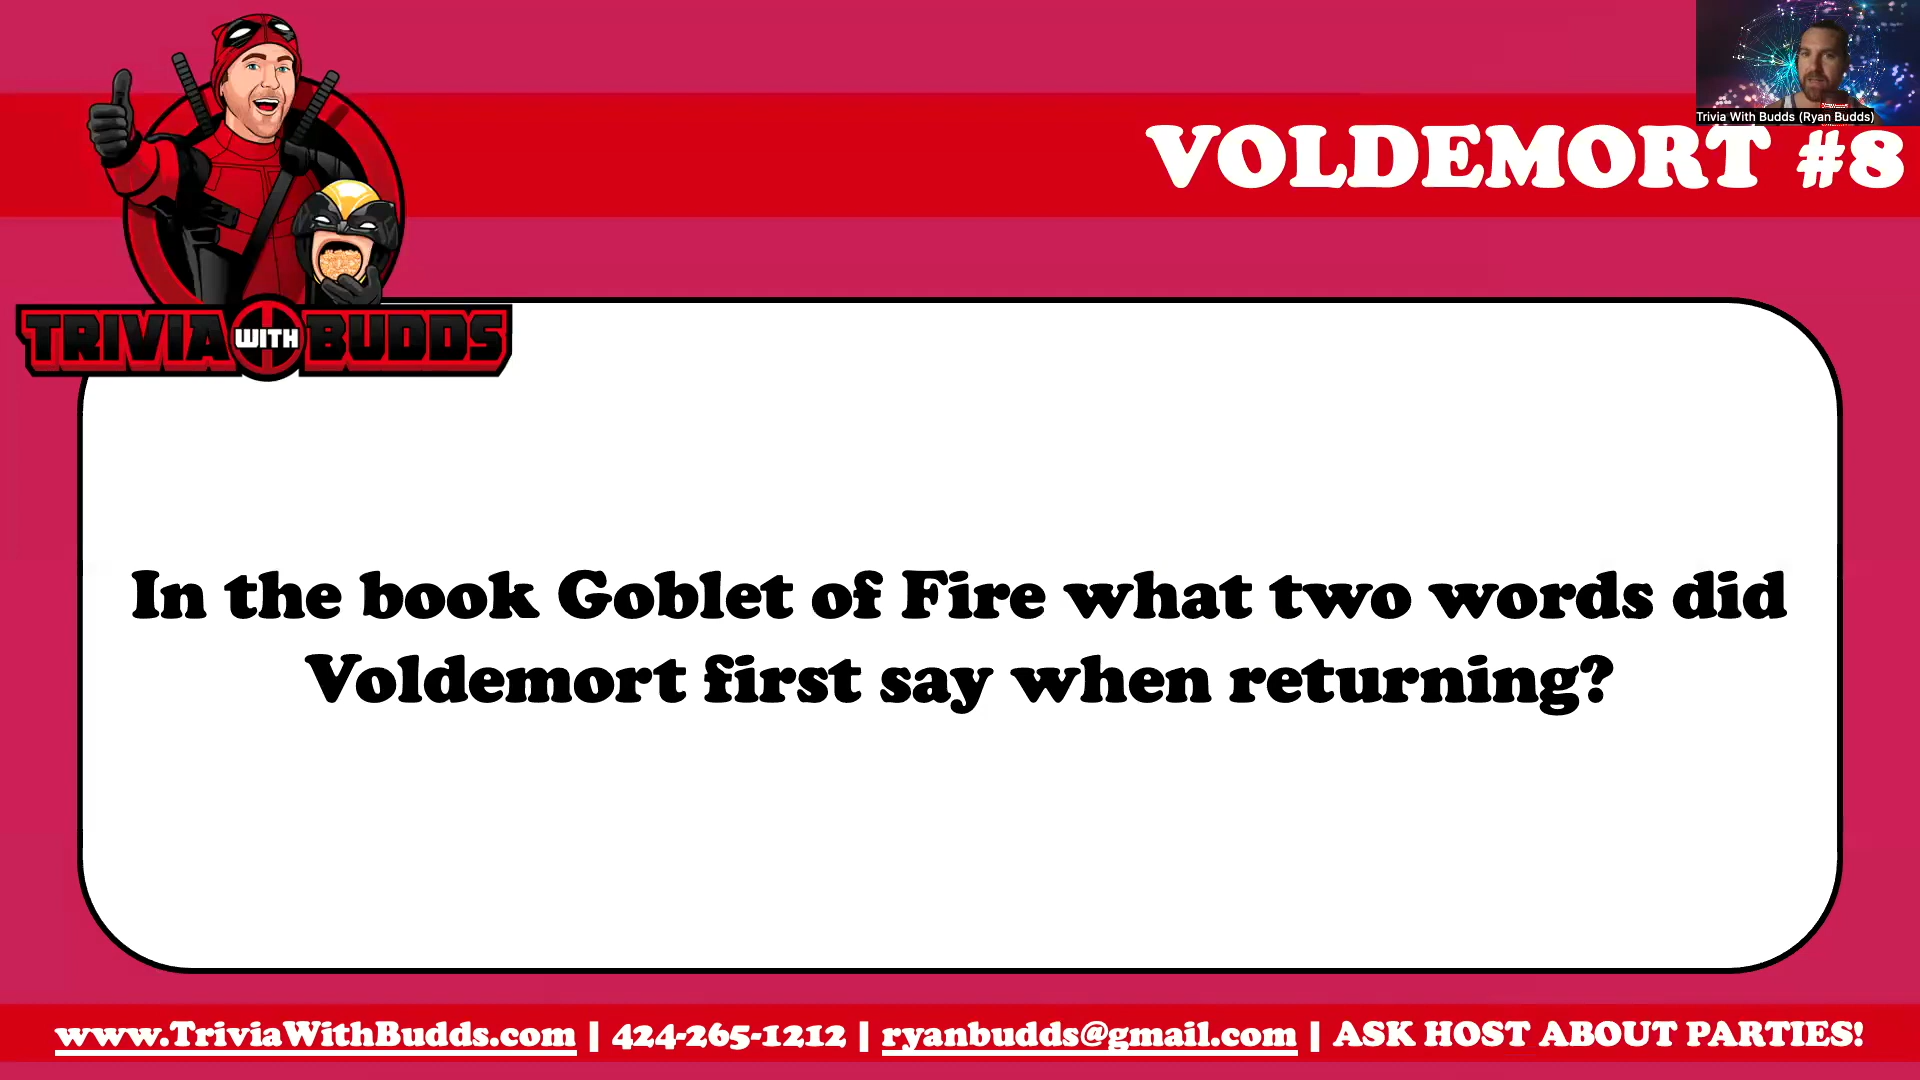 Trivia With Budds (Ryan Budds)
VOLDEMORT #8
TRIVIA WITH BUDDS
In the book Goblet of Fire what two words did
Voldemort first say when returning?
www.TriviaWithBudds.com | 424-265-1212 | ryanbudds@gmail.com | ASK HOST ABOUT PARTIES!